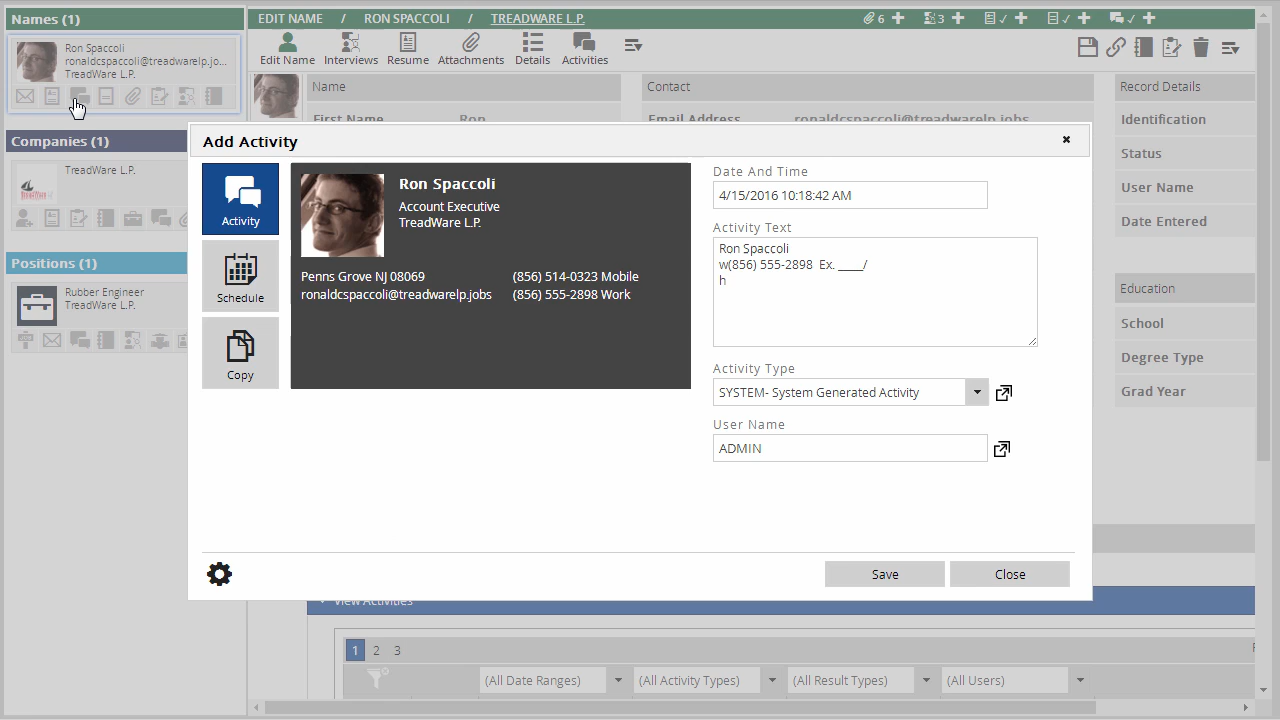 Names (1)
Ron Spaccoli
ronaldcspaccoli@treadwarelp.jo...
TreadWare L.P.
Companies (1)
TreadWare L.P.
Positions (1)
Rubber Engineer
TreadWare L.P.
EDIT NAME / RON SPACCOLI / TREADWARE L.P.
6 3
Edit Name Interviews Resume Attachments Details Activities
Name Contact Record Details
First Name Ron Email Address ronaldcspaccoli@treadwarelp.jobs
Identification
Status
User Name
Date Entered
Education
School
Degree Type
Grad Year
Add Activity
Activity
Schedule
Copy
Ron Spaccoli
Account Executive
TreadWare L.P.
Penns Grove NJ 08069 (856) 514-0323 Mobile
ronaldcspaccoli@treadwarelp.jobs (856) 555-2898 Work
Date And Time
4/15/2016 10:18:42 AM
Activity Text
Ron Spaccoli
w(856) 555-2898 Ex. _____/
h
Activity Type
SYSTEM- System Generated Activity
User Name
ADMIN
Save Close
View Activities
1 2 3
(All Date Ranges) (All Activity Types) (All Result Types) (All Users)